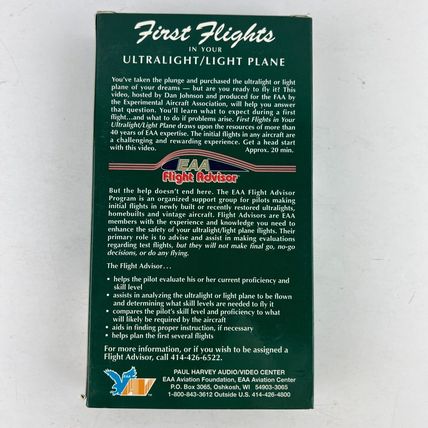 First Flights
IN YOUR
ULTRALIGHT/LIGHT PLANE
You've taken the plunge and purchased the ultralight or light
plane of your dreams — but are you ready to fly it? This
video, hosted by Dan Johnson and produced for the FAA by
the Experimental Aircraft Association, will help you answer
that question. You'll learn what to expect during a first
flight...and what to do if problems arise. First Flights in Your
Ultralight/Light Plane draws upon the resources of more than
40 years of EAA expertise. The initial flights in any aircraft are
a challenging and rewarding experience. Get a head start
with this video. Approx. 20 min.
EAA
Flight Advisor
But the help doesn't end here. The EAA Flight Advisor
Program is an organized support group for pilots making
initial flights in newly built or recently restored ultralights,
homebuilts and vintage aircraft. Flight Advisors are EAA
members with the experience and knowledge you need to
enhance the safety of your ultralight/light plane flights. Their
primary role is to advise and assist in making evaluations
regarding test flights, but they will not make final go, no-go
decisions, or do any flying.
The Flight Advisor...
• helps the pilot evaluate his or her current proficiency and
skill level
• assists in analyzing the ultralight or light plane to be flown
and determining what skill levels are needed to fly it
• compares the pilot's skill level and proficiency to what
will likely be required by the aircraft
• aids in finding proper instruction, if necessary
• helps plan the first several flights
For more information, or if you wish to be assigned a
Flight Advisor, call 414-426-6522.
PAUL HARVEY AUDIO/VIDEO CENTER
EAA Aviation Foundation, EAA Aviation Center
P.O. Box 3065, Oshkosh, WI 54903-3065
1-800-843-3612 Outside U.S. 414-426-4800